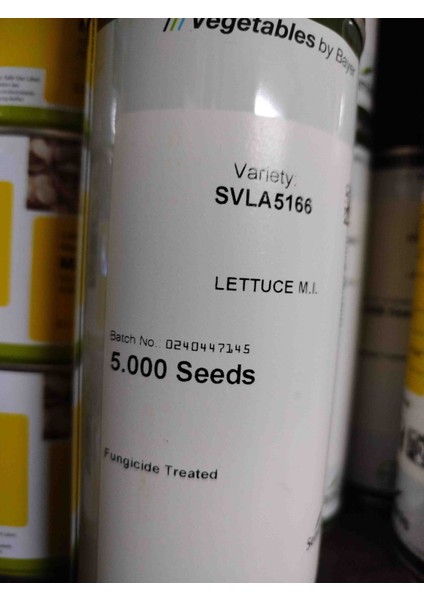 Vegetables by Bayer
Variety:
SVLA5166
LETTUCE M.I.
Batch No.: 0240447145
5.000 Seeds
Fungicide Treated